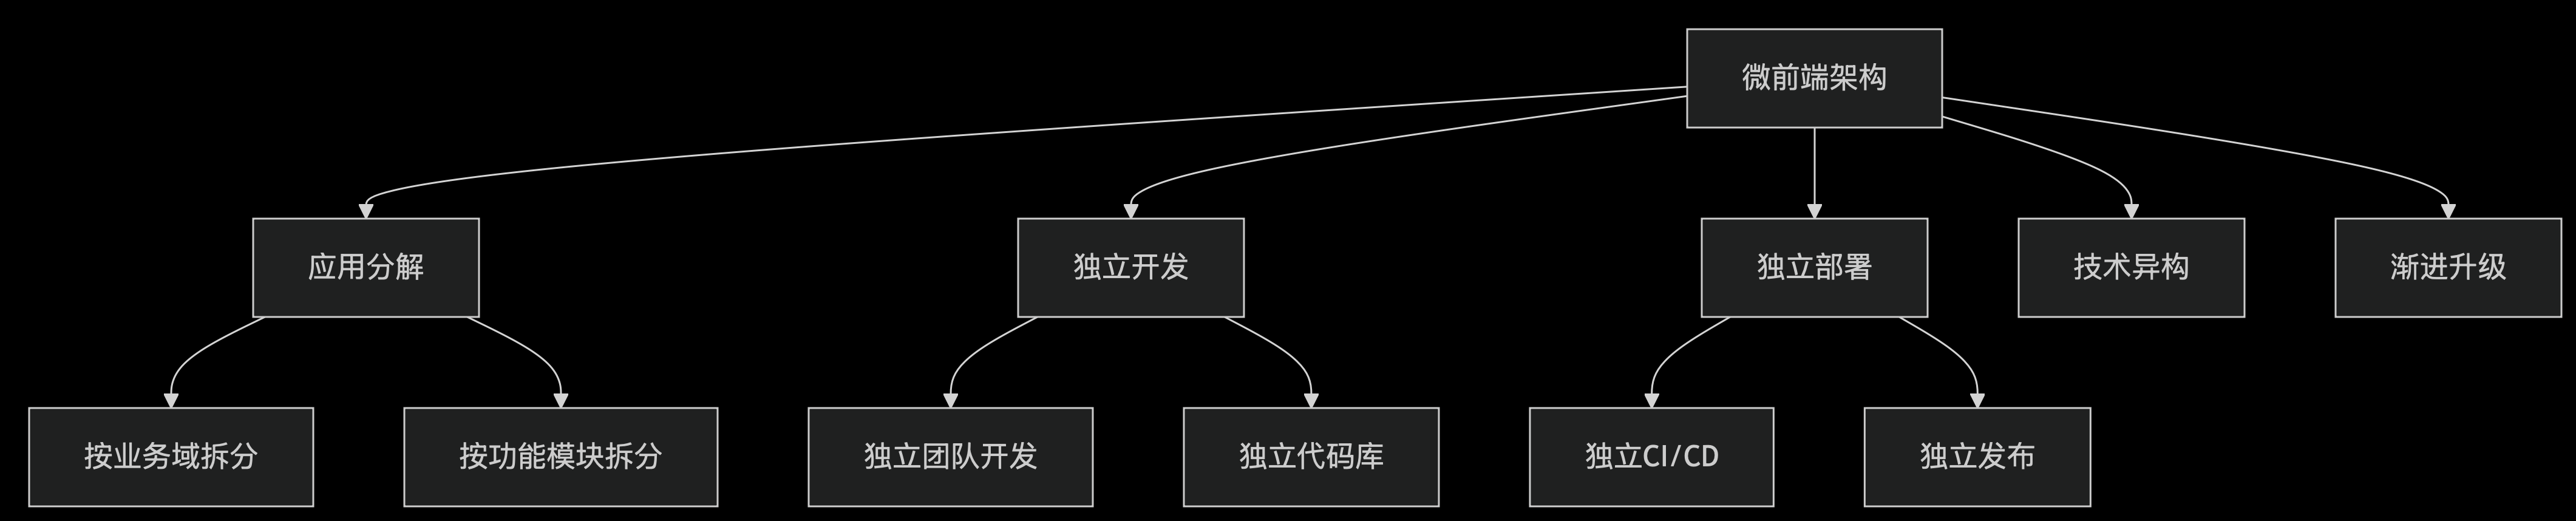 微前端架构
应用分解
独立开发
独立部署
技术异构
渐进升级
按业务域拆分
按功能模块拆分
独立团队开发
独立代码库
独立CI/CD
独立发布